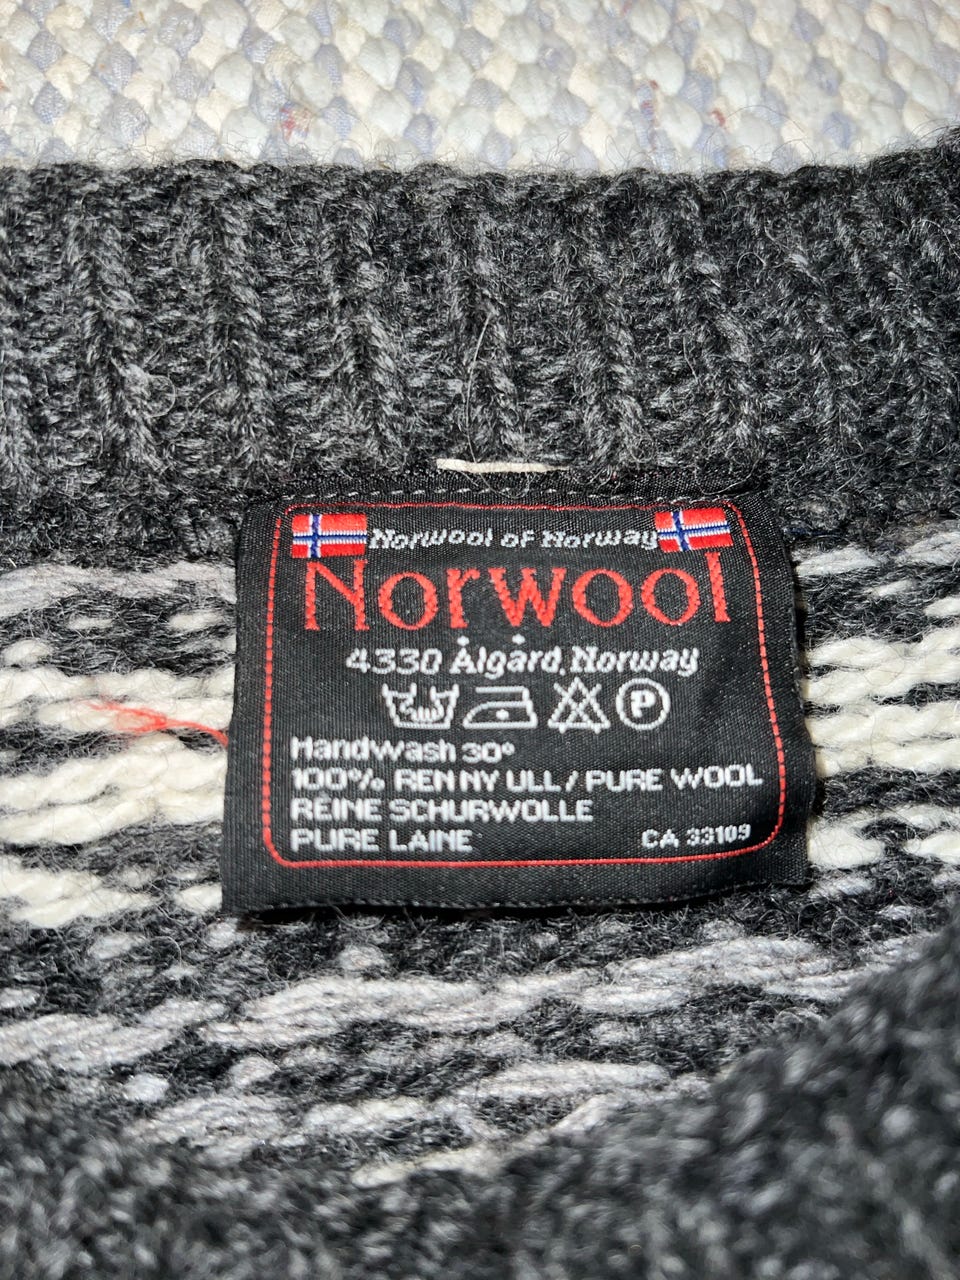 Norwool of Norway
Norwool
4330 Ålgård, Norway
P
Handwash 30°
100% REN NY ULL / PURE WOOL
REINE SCHURWOLLE
PURE LAINE
CA 33109